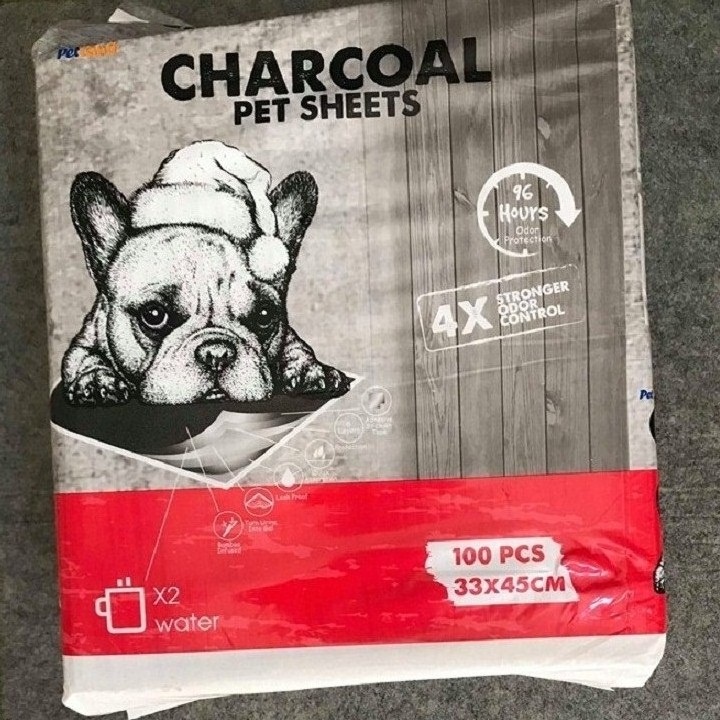 CHARCOAL
PET SHEETS
96
Hours
Odor
Protection
4X
STRONGER
ODOR
CONTROL
Leak Proof
100 PCS
33X45CM
X2
water